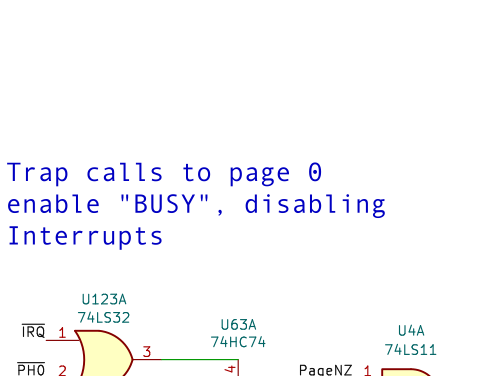 Trap calls to page 0
enable "BUSY", disabling
Interrupts
U123A
74LS32
IRQ 1
3
PH0 2
U63A
74HC74
4
U4A
74LS11
PageNZ 1